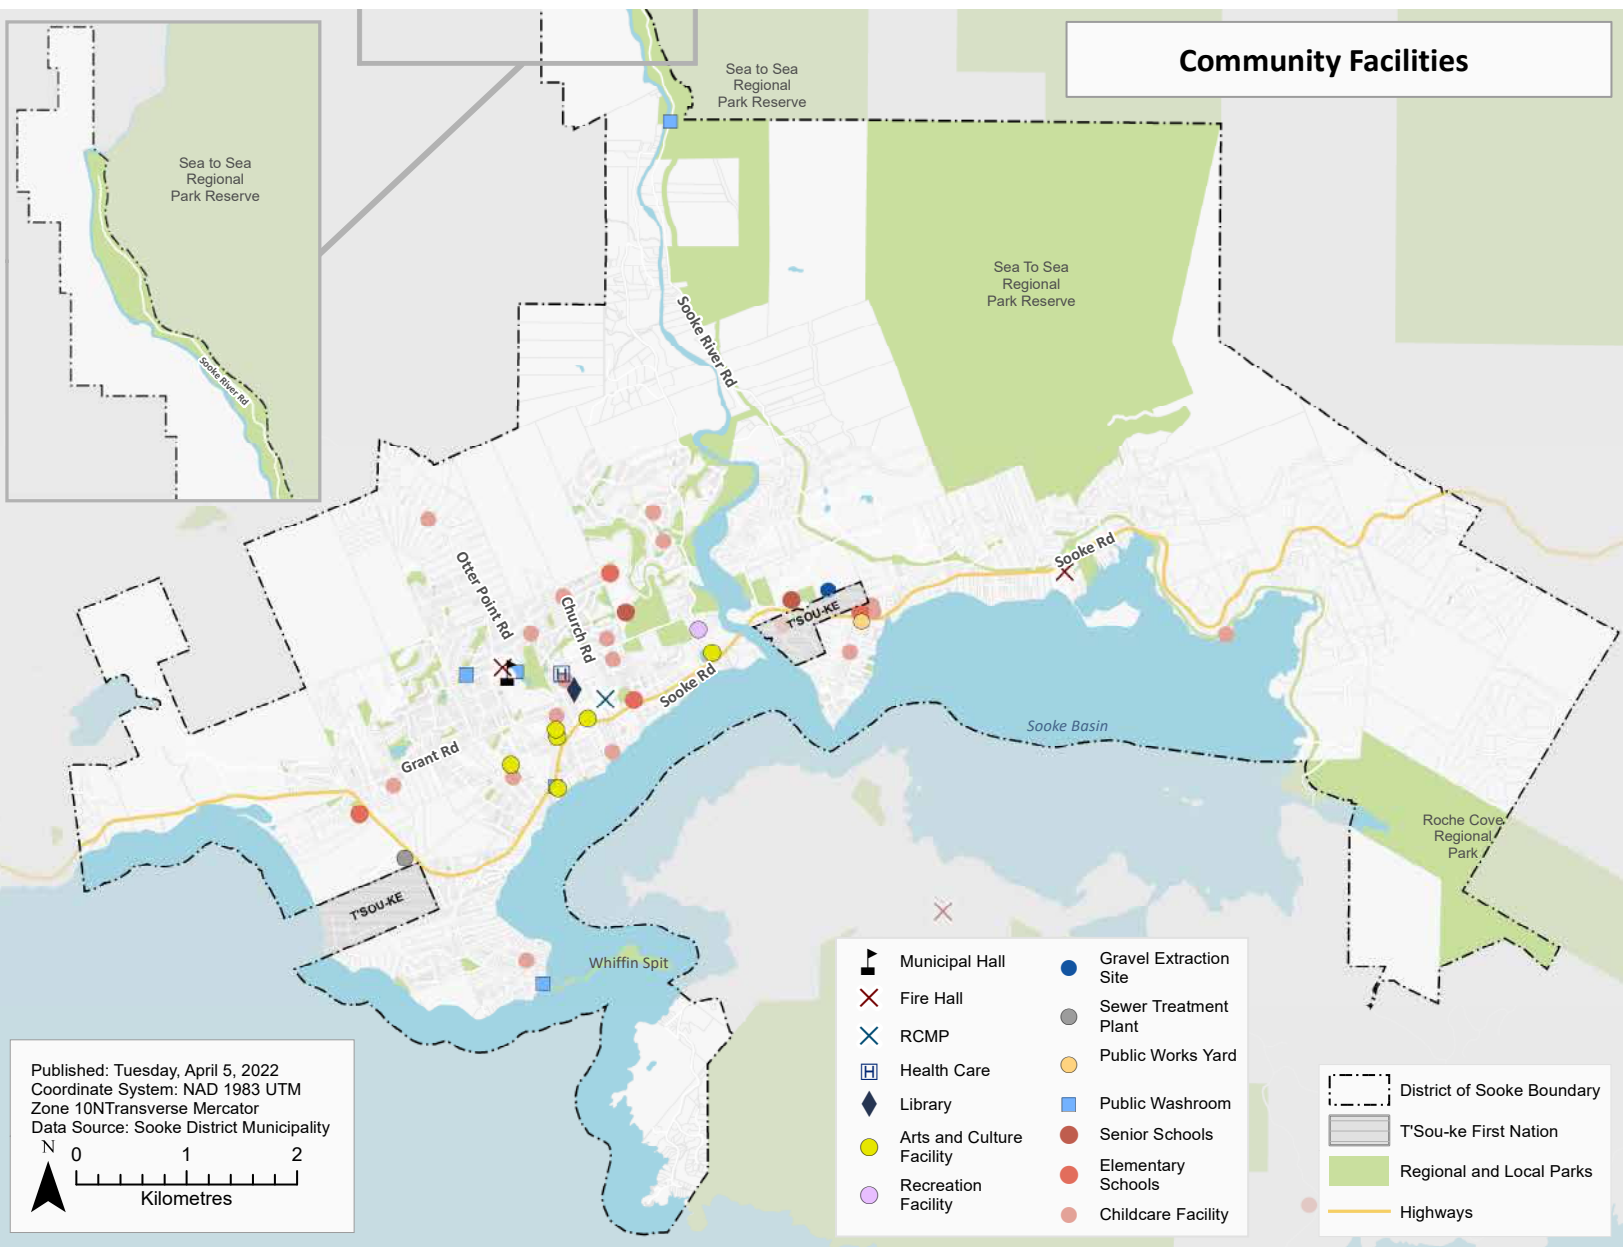 Community Facilities
Sea to Sea
Regional
Park Reserve
Sea to Sea
Regional
Park Reserve
Sea To Sea
Regional
Park Reserve
Sooke River Rd
Sooke River Rd
Otter Point Rd
Church Rd
Sooke Rd
T'SOU-KE
Sooke Rd
Grant Rd
Sooke Basin
Roche Cove
Regional
Park
T'SOU-KE
Whiffin Spit
Municipal Hall
Fire Hall
RCMP
Health Care
Library
Arts and Culture
Facility
Recreation
Facility
Gravel Extraction
Site
Sewer Treatment
Plant
Public Works Yard
Public Washroom
Senior Schools
Elementary
Schools
Childcare Facility
District of Sooke Boundary
T'Sou-ke First Nation
Regional and Local Parks
Highways
Published: Tuesday, April 5, 2022
Coordinate System: NAD 1983 UTM
Zone 10NTransverse Mercator
Data Source: Sooke District Municipality
N
0 1 2
Kilometres